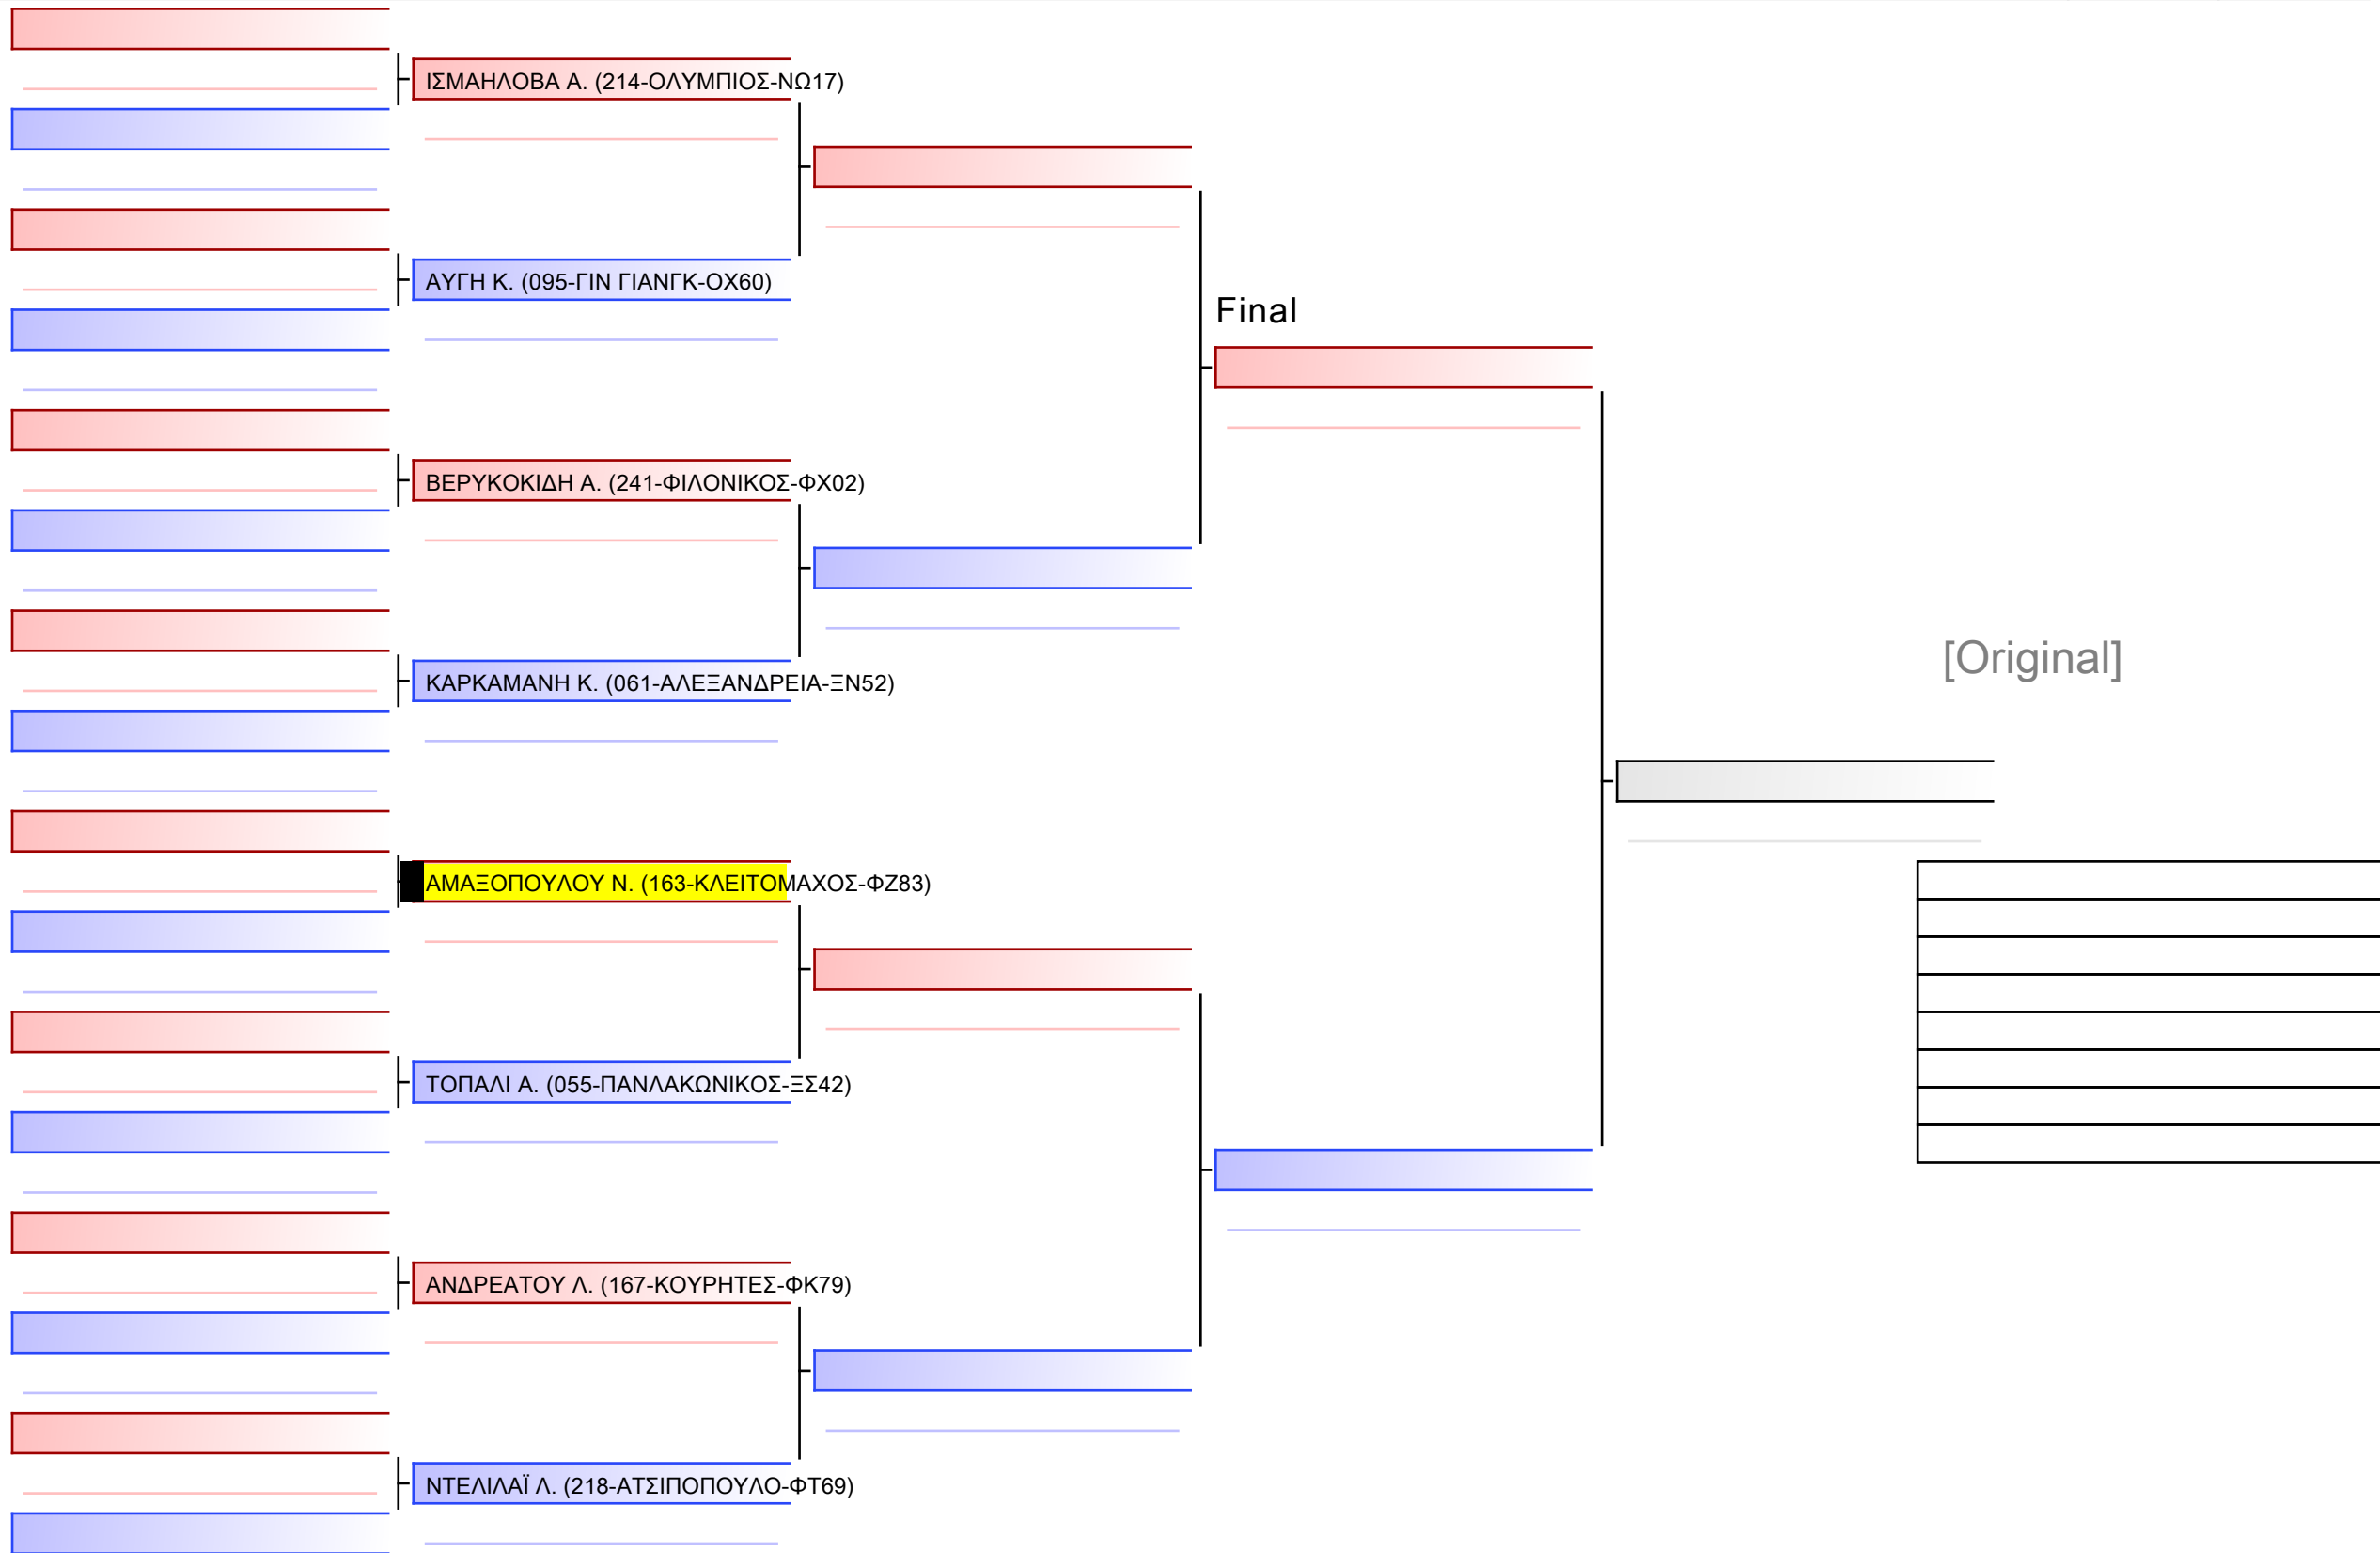 ΙΣΜΑΗΛΟΒΑ Α. (214-ΟΛΥΜΠΙΟΣ-ΝΩ17)
ΑΥΓΗ Κ. (095-ΓΙΝ ΓΙΑΝΓΚ-ΟΧ60)
Final
ΒΕΡΥΚΟΚΙΔΗ Α. (241-ΦΙΛΟΝΙΚΟΣ-ΦΧ02)
[Original]
ΚΑΡΚΑΜΑΝΗ Κ. (061-ΑΛΕΞΑΝΔΡΕΙΑ-ΞΝ52)
ΑΜΑΞΟΠΟΥΛΟΥ Ν. (163-ΚΛΕΙΤΟΜΑΧΟΣ-ΦΖ83)
ΤΟΠΑΛΙ Α. (055-ΠΑΝΛΑΚΩΝΙΚΟΣ-ΞΣ42)
ΑΝΔΡΕΑΤΟΥ Λ. (167-ΚΟΥΡΗΤΕΣ-ΦΚ79)
ΝΤΕΛΙΛΑΪ Λ. (218-ΑΤΣΙΠΟΠΟΥΛΟ-ΦΤ69)